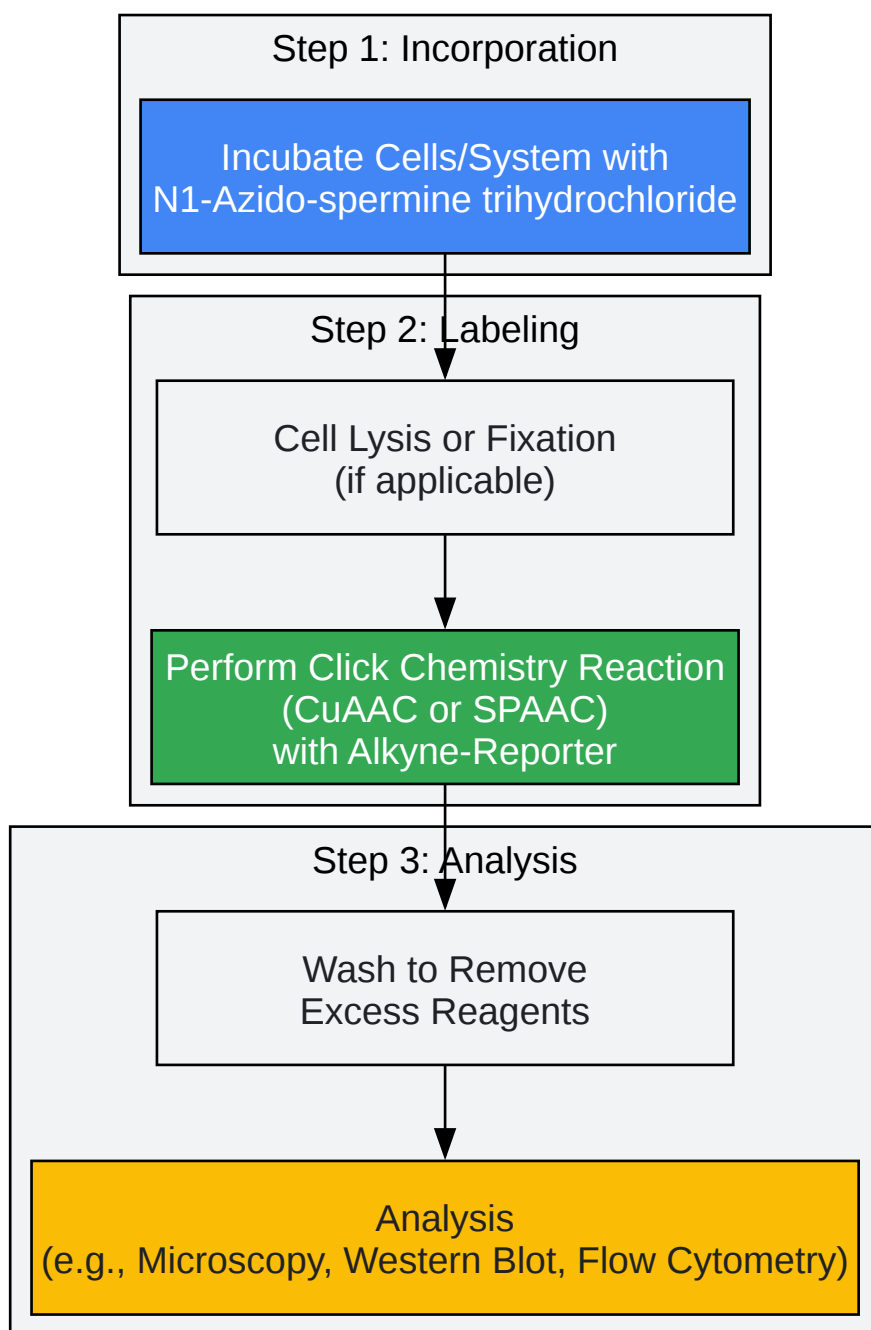 Step 1: Incorporation
Incubate Cells/System with
N1-Azido-spermine trihydrochloride
Step 2: Labeling
Cell Lysis or Fixation
(if applicable)
Perform Click Chemistry Reaction
(CuAAC or SPAAC)
with Alkyne-Reporter
Step 3: Analysis
Wash to Remove
Excess Reagents
Analysis
(e.g., Microscopy, Western Blot, Flow Cytometry)